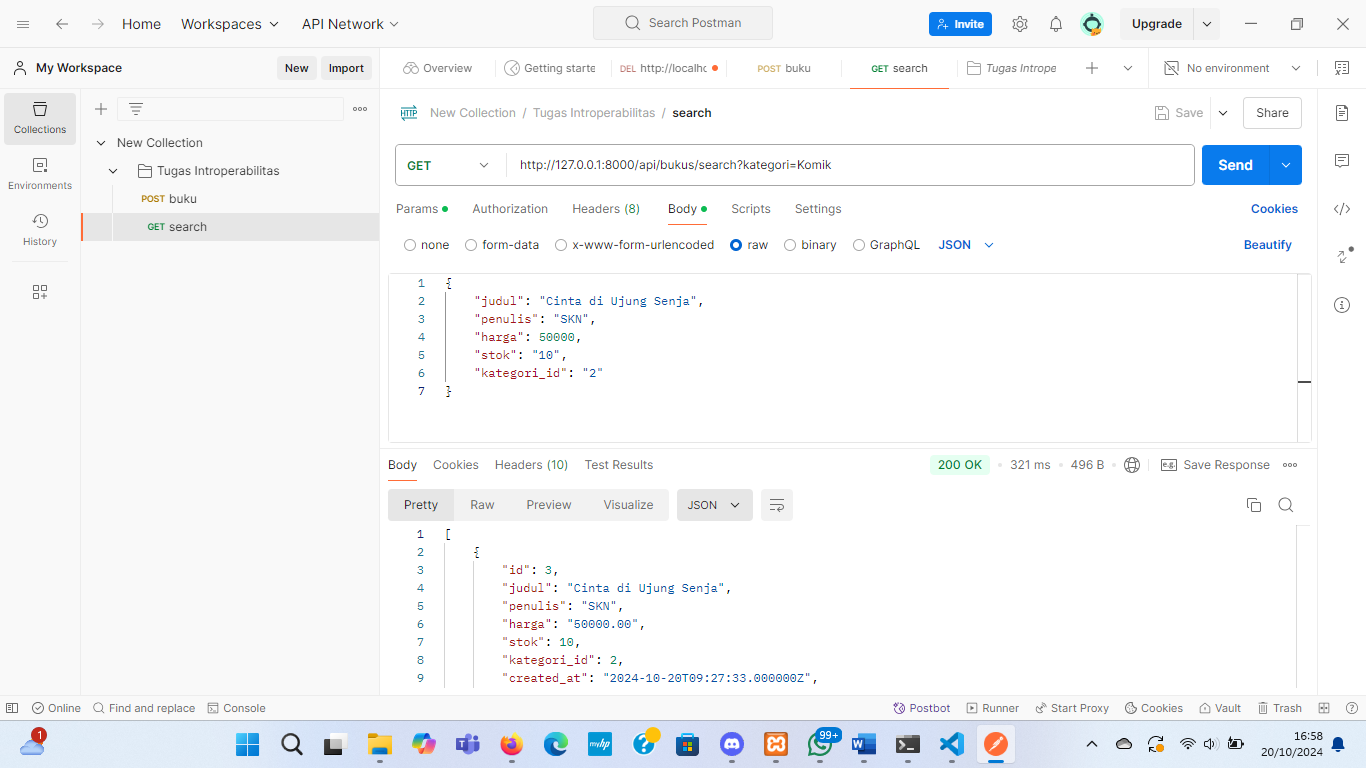 Home Workspaces API Network Search Postman Invite Upgrade
My Workspace New Import Overview Getting starte DEL http://localhc POST buku GET search Tugas Intrope No environment
Collections
Environments
History
New Collection
Tugas Introperabilitas
POST buku
GET search
HTTP New Collection / Tugas Introperabilitas / search Save Share
GET http://127.0.0.1:8000/api/bukus/search?kategori=Komik Send
Params Authorization Headers (8) Body Scripts Settings Cookies
none form-data x-www-form-urlencoded raw binary GraphQL JSON Beautify
1 {
2 "judul": "Cinta di Ujung Senja",
3 "penulis": "SKN",
4 "harga": 50000,
5 "stok": "10",
6 "kategori_id": "2"
7 }
Body Cookies Headers (10) Test Results 200 OK 321 ms 496 B e.g. Save Response
Pretty Raw Preview Visualize JSON
1 [
2 {
3 "id": 3,
4 "judul": "Cinta di Ujung Senja",
5 "penulis": "SKN",
6 "harga": "50000.00",
7 "stok": 10,
8 "kategori_id": 2,
9 "created_at": "2024-10-20T09:27:33.000000Z",
Online Find and replace Console Postbot Runner Start Proxy Cookies Vault Trash
1 myhp 99+ 16:58
20/10/2024